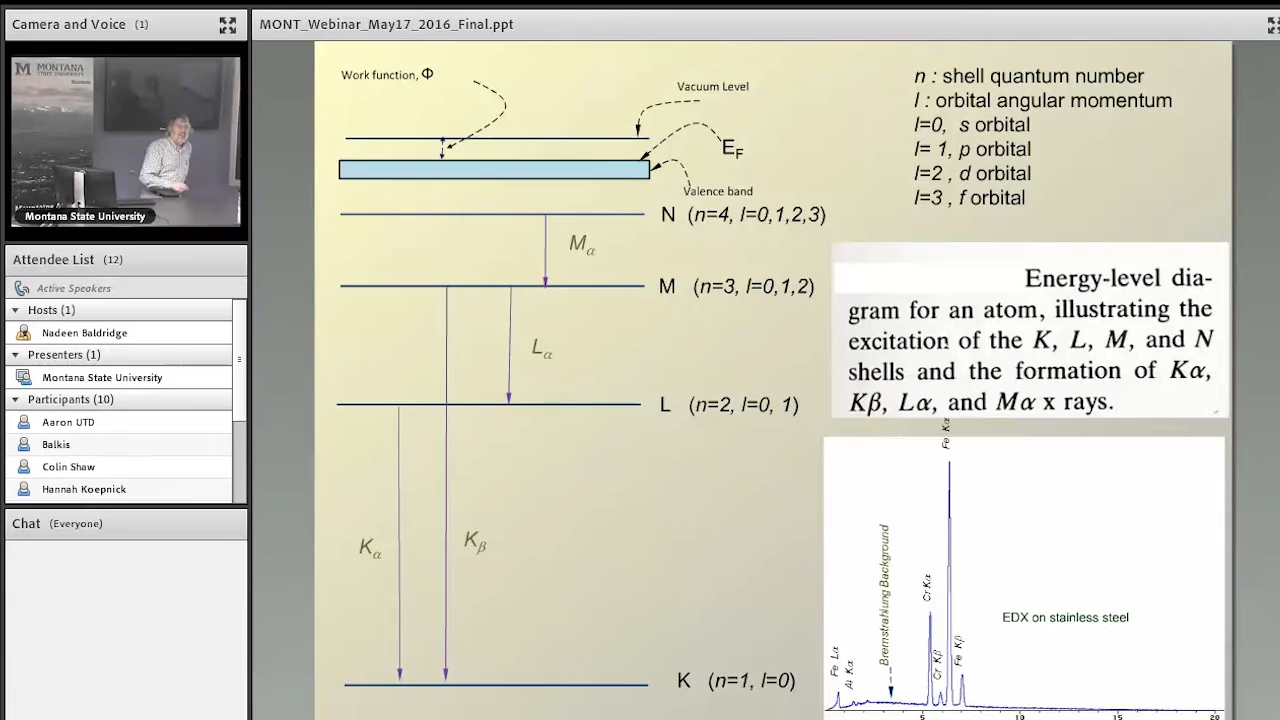 Camera and Voice (1)
MONT_Webinar_May17_2016_Final.ppt
M MONTANA
STATE UNIVERSITY
Montana State University
Attendee List (12)
Active Speakers
Hosts (1)
Nadeen Baldridge
Presenters (1)
Montana State University
Participants (10)
Aaron UTD
Balkis
Colin Shaw
Hannah Koepnick
Chat (Everyone)
Work function, Φ
Vacuum Level
E_F
Valence band
N (n=4, l=0,1,2,3)
M_α
M (n=3, l=0,1,2)
L_α
L (n=2, l=0, 1)
K_α
K_β
K (n=1, l=0)
n : shell quantum number
l : orbital angular momentum
l=0, s orbital
l= 1, p orbital
l=2 , d orbital
l=3 , f orbital
Energy-level dia-
gram for an atom, illustrating the
excitation of the K, L, M, and N
shells and the formation of Kα,
Kβ, Lα, and Mα x rays.
Fe Kα
Bremstrahlung Background
Cr Kα
EDX on stainless steel
Fe Lα
Al Kα
Cr Kβ
Fe Kβ
5 10 15 20